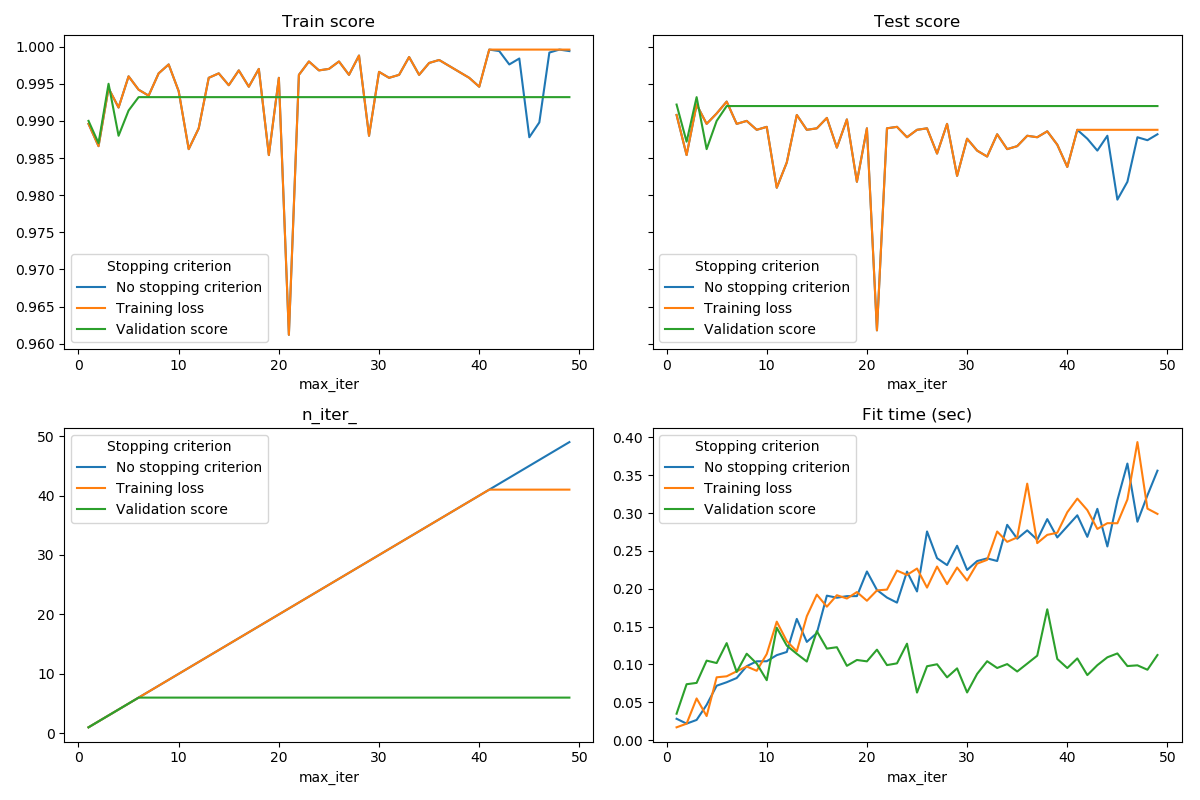 Train score
1.000
0.995
0.990
0.985
0.980
0.975
0.970
0.965
0.960
Stopping criterion
No stopping criterion
Training loss
Validation score
0 10 20 30 40 50
max_iter
Test score
Stopping criterion
No stopping criterion
Training loss
Validation score
0 10 20 30 40 50
max_iter
n_iter_
50
40
30
20
10
0
Stopping criterion
No stopping criterion
Training loss
Validation score
0 10 20 30 40 50
max_iter
Fit time (sec)
0.40
0.35
0.30
0.25
0.20
0.15
0.10
0.05
0.00
Stopping criterion
No stopping criterion
Training loss
Validation score
0 10 20 30 40 50
max_iter